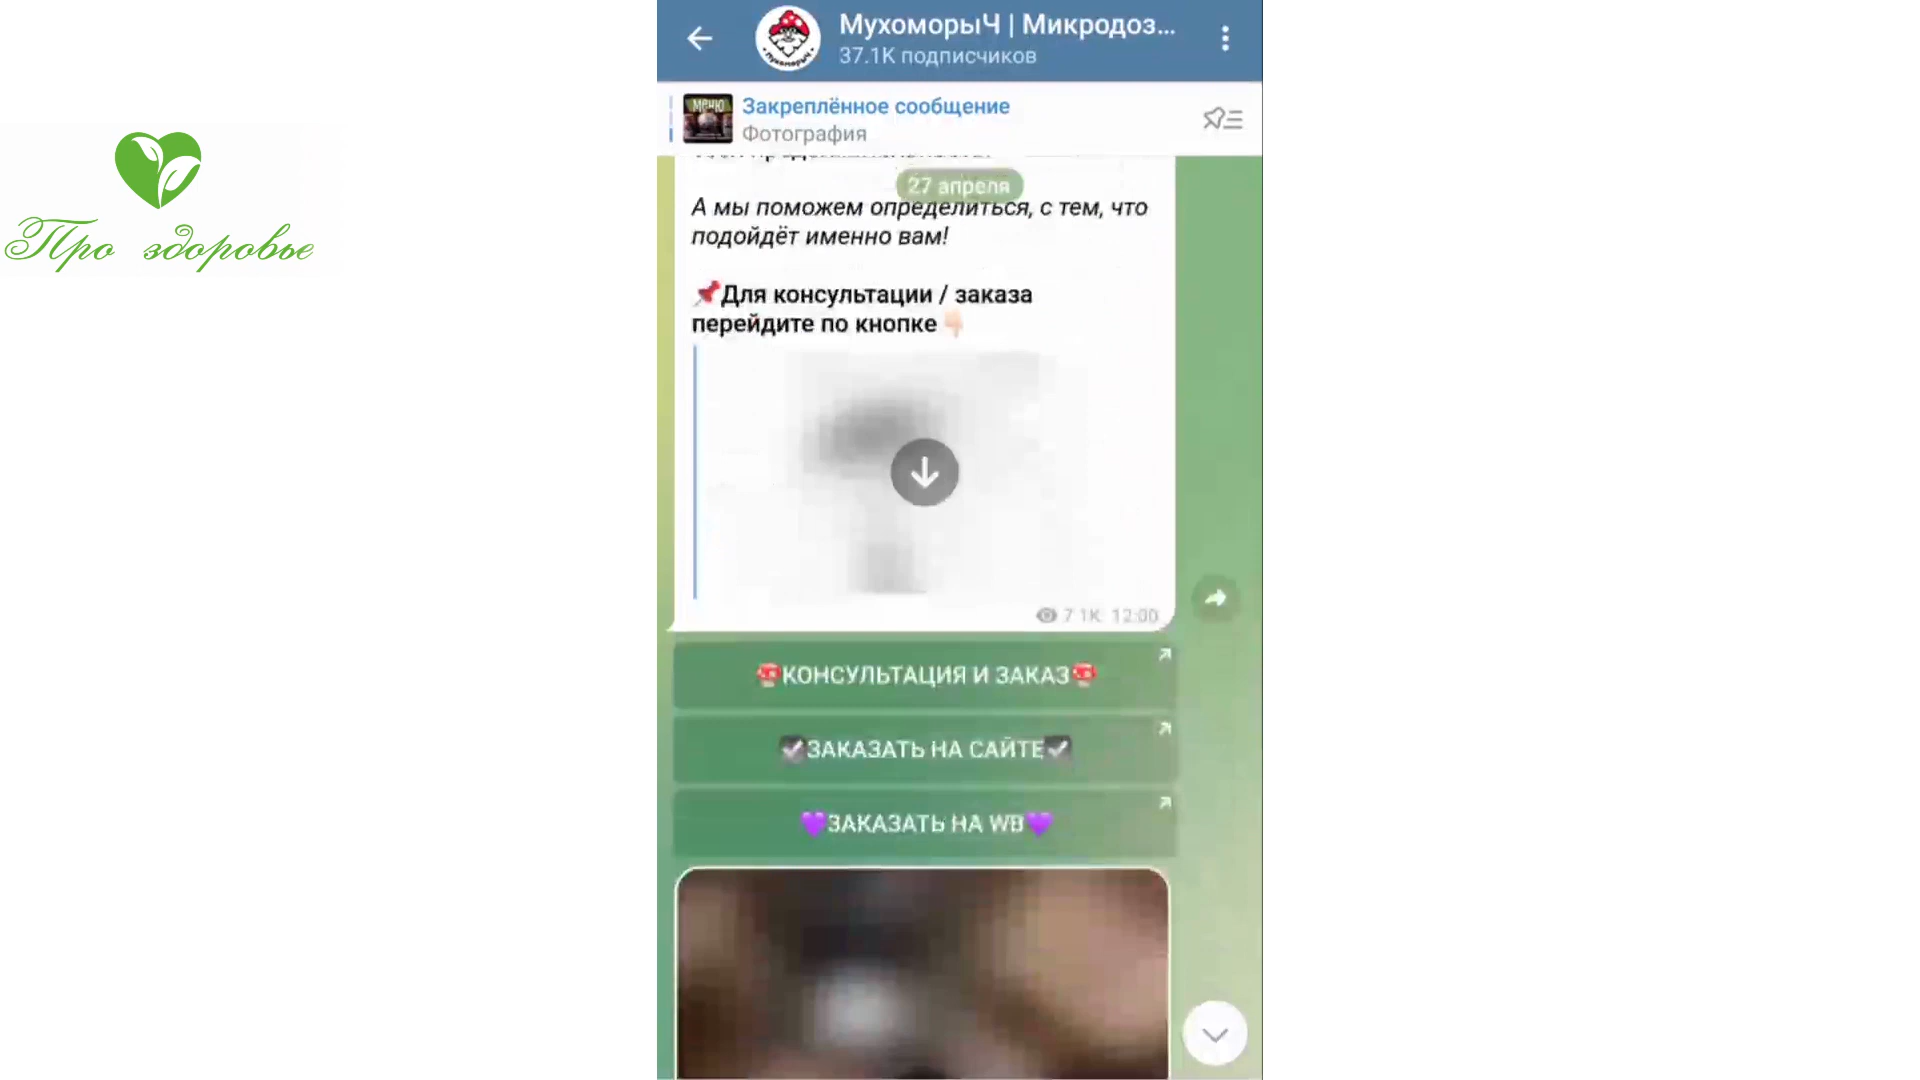 МухоморыЧ | Микродоз...
37.1K подписчиков
МЕНЮ
Закреплённое сообщение
Фотография
27 апреля
А мы поможем определиться, с тем, что
подойдёт именно вам!
📌Для консультации / заказа
перейдите по кнопке👇🏻
7.1K 12:00
🍄КОНСУЛЬТАЦИЯ И ЗАКАЗ🍄
✔ЗАКАЗАТЬ НА САЙТЕ✔
💜ЗАКАЗАТЬ НА WB💜
Про здоровье